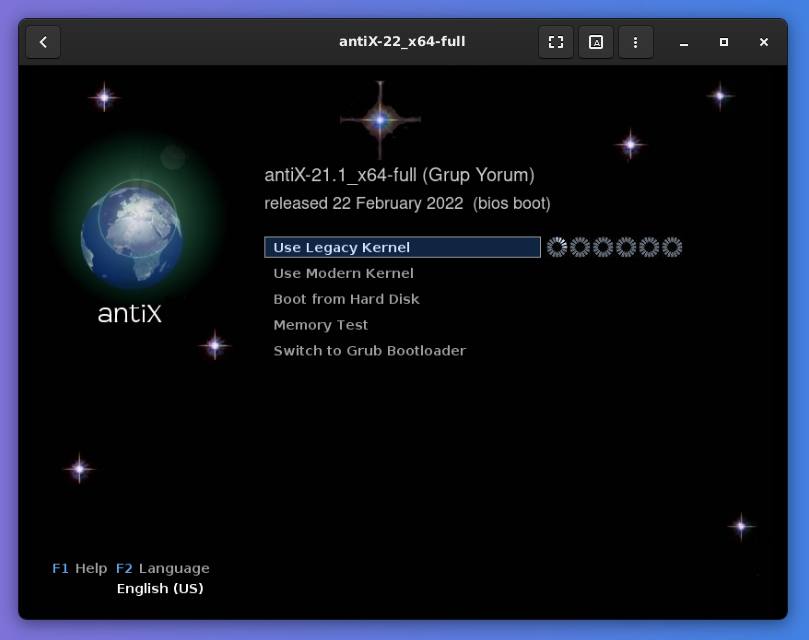 antiX-22_x64-full
antiX-21.1_x64-full (Grup Yorum)
released 22 February 2022 (bios boot)
Use Legacy Kernel
Use Modern Kernel
Boot from Hard Disk
Memory Test
Switch to Grub Bootloader
antiX
F1 Help F2 Language
English (US)